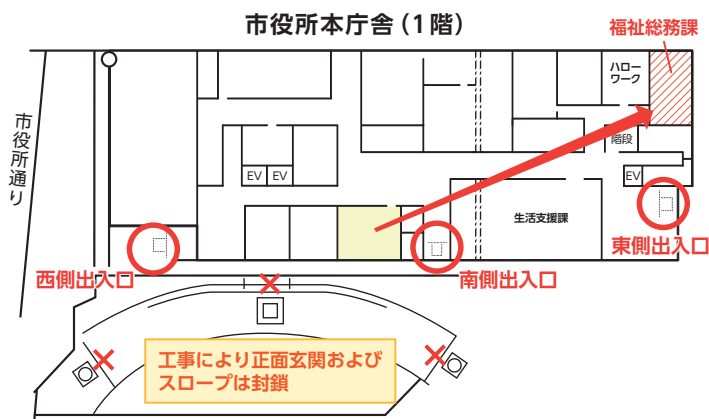 市役所本庁舎(1階)
福祉総務課
ハロー
ワーク
市役所通り
階段
EV
EV
EV
生活支援課
東側出入口
西側出入口
南側出入口
工事により正面玄関および
スロープは封鎖